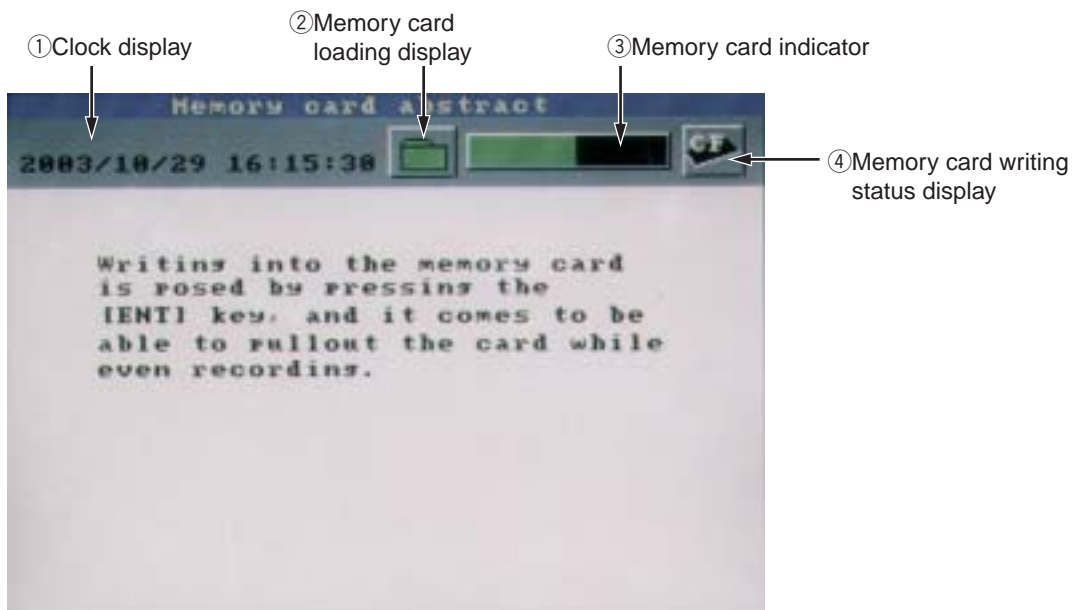 ①Clock display
②Memory card
loading display
③Memory card indicator
Memory card abstract
2003/10/29 16:15:30
CF
④Memory card writing
status display
Writing into the memory card
is posed by pressing the
[ENT] key, and it comes to be
able to pullout the card while
even recording.